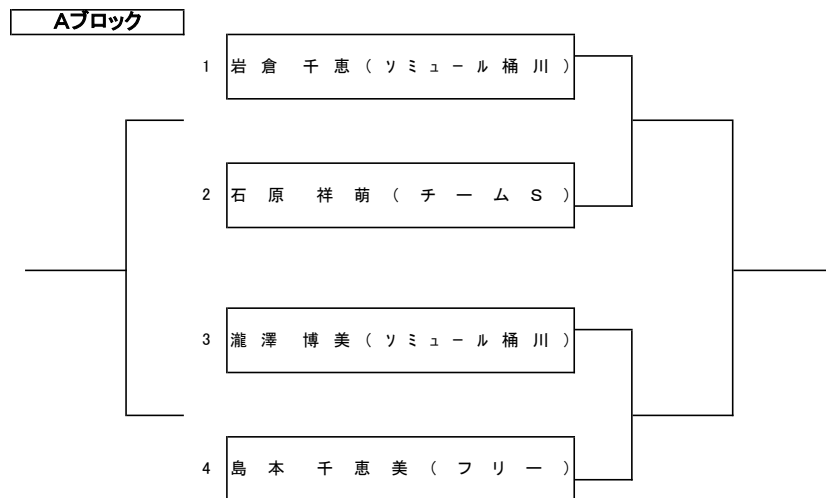 Aブロック
1 岩倉 千恵(ソミュール桶川)
2 石原 祥萌(チームS)
3 瀧澤 博美(ソミュール桶川)
4 島本 千恵美(フリー)